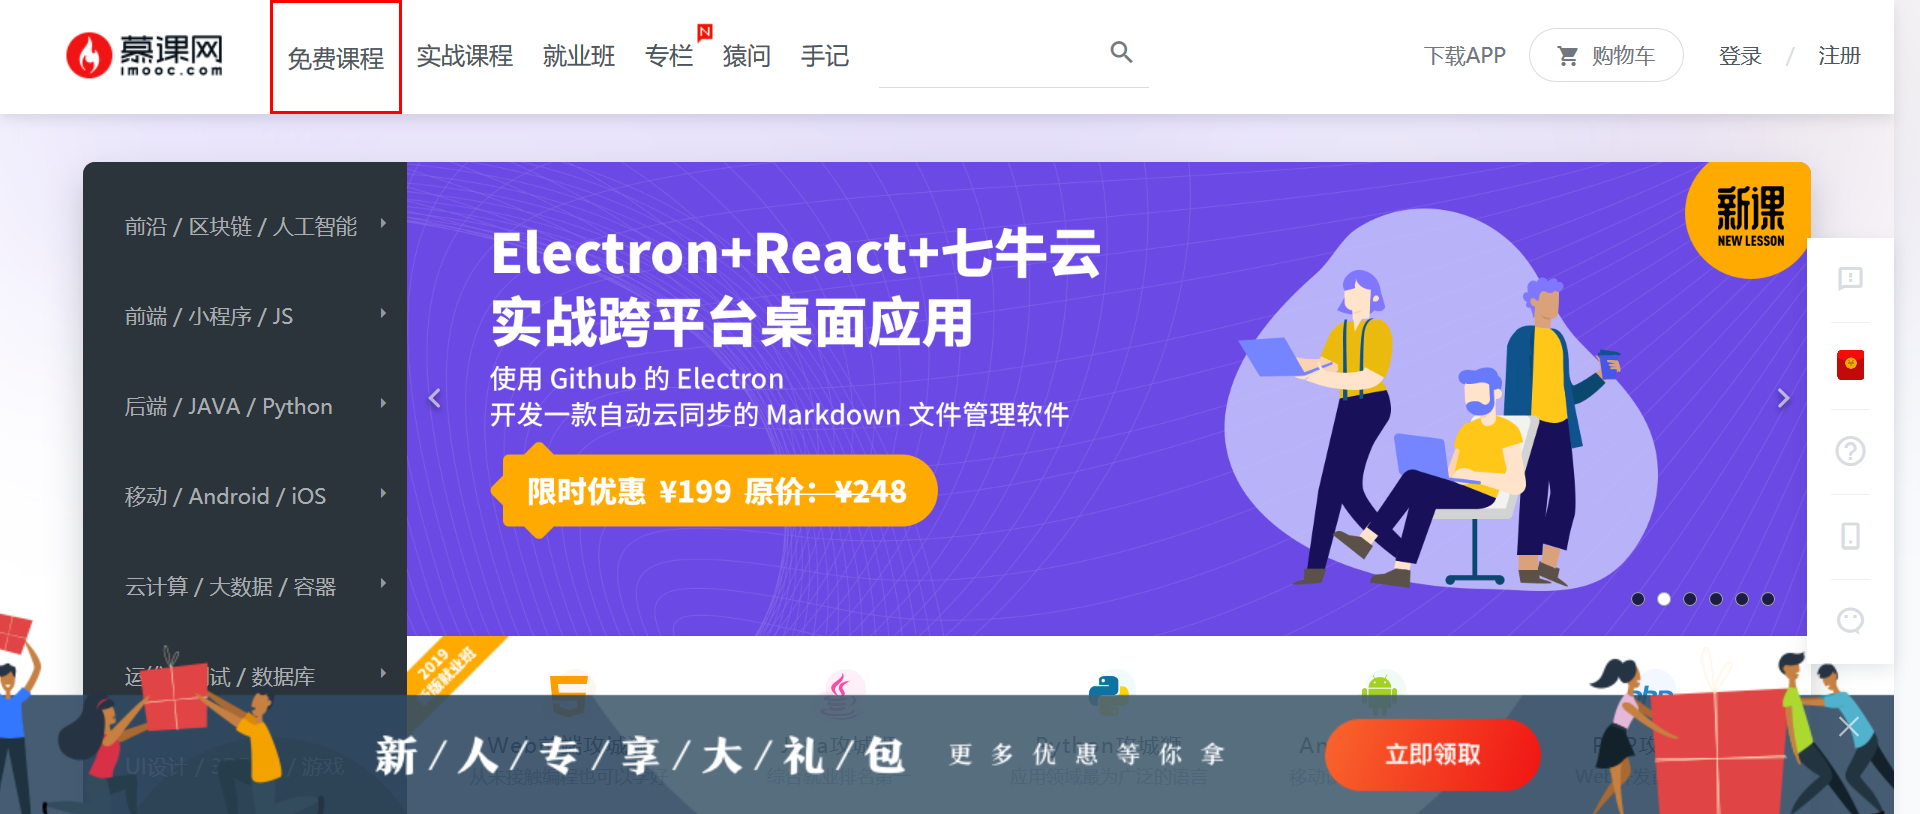 慕课网
imooc.com
免费课程
实战课程
就业班
专栏
N
猿问
手记
下载APP
购物车
登录 / 注册
前沿 / 区块链 / 人工智能
前端 / 小程序 / JS
后端 / JAVA / Python
移动 / Android / iOS
云计算 / 大数据 / 容器
试 / 数据库
UI设计 /
/ 游戏
Electron+React+七牛云
实战跨平台桌面应用
使用 Github 的 Electron
开发一款自动云同步的 Markdown 文件管理软件
限时优惠 ¥199 原价：¥248
新课
NEW LESSON
2019
版就业班
新/人/专/享/大/礼/包
更多优惠等你拿
立即领取